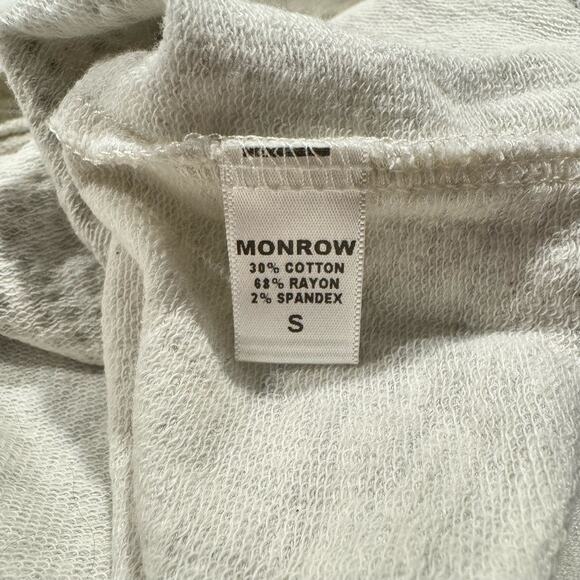 MONROW
30% COTTON
68% RAYON
2% SPANDEX
S